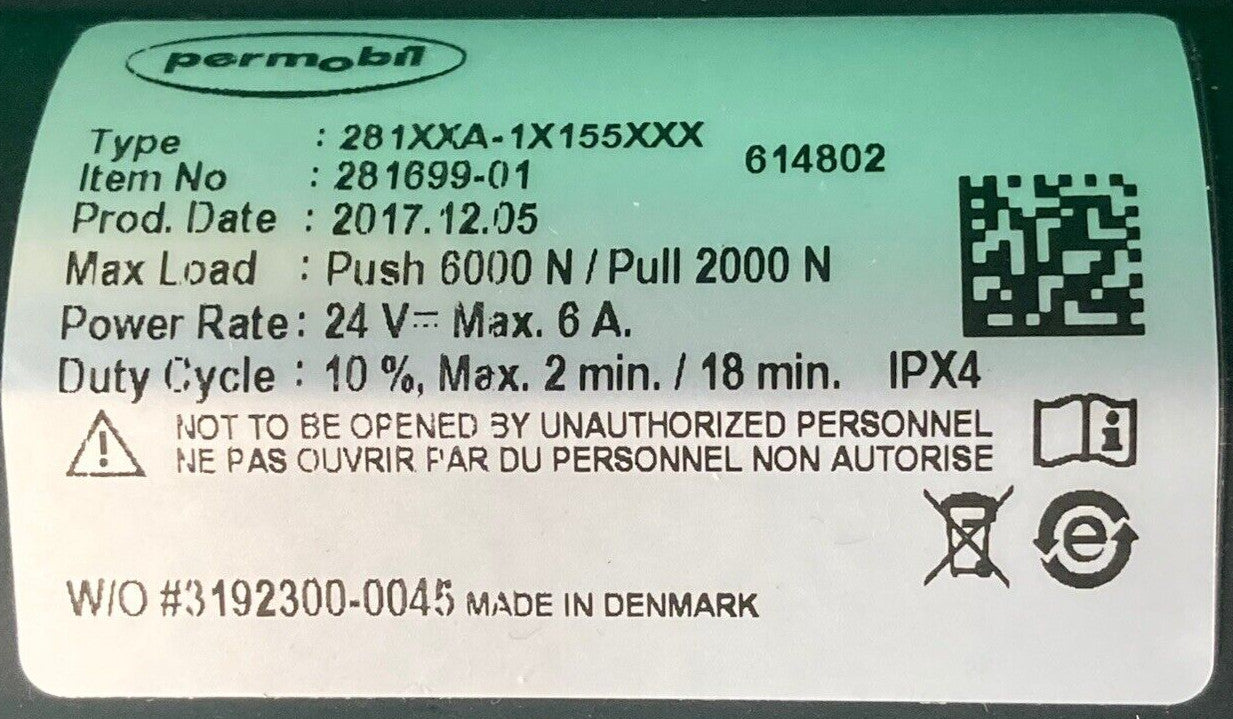 permobil
Type : 281XXA-1X155XXX
614802
Item No : 281699-01
Prod. Date : 2017.12.05
Max Load : Push 6000 N / Pull 2000 N
Power Rate : 24 V⎓ Max. 6 A.
Duty Cycle : 10 %, Max. 2 min. / 18 min. IPX4
NOT TO BE OPENED BY UNAUTHORIZED PERSONNEL
NE PAS OUVRIR PAR DU PERSONNEL NON AUTORISE
W/O #3192300-0045 MADE IN DENMARK